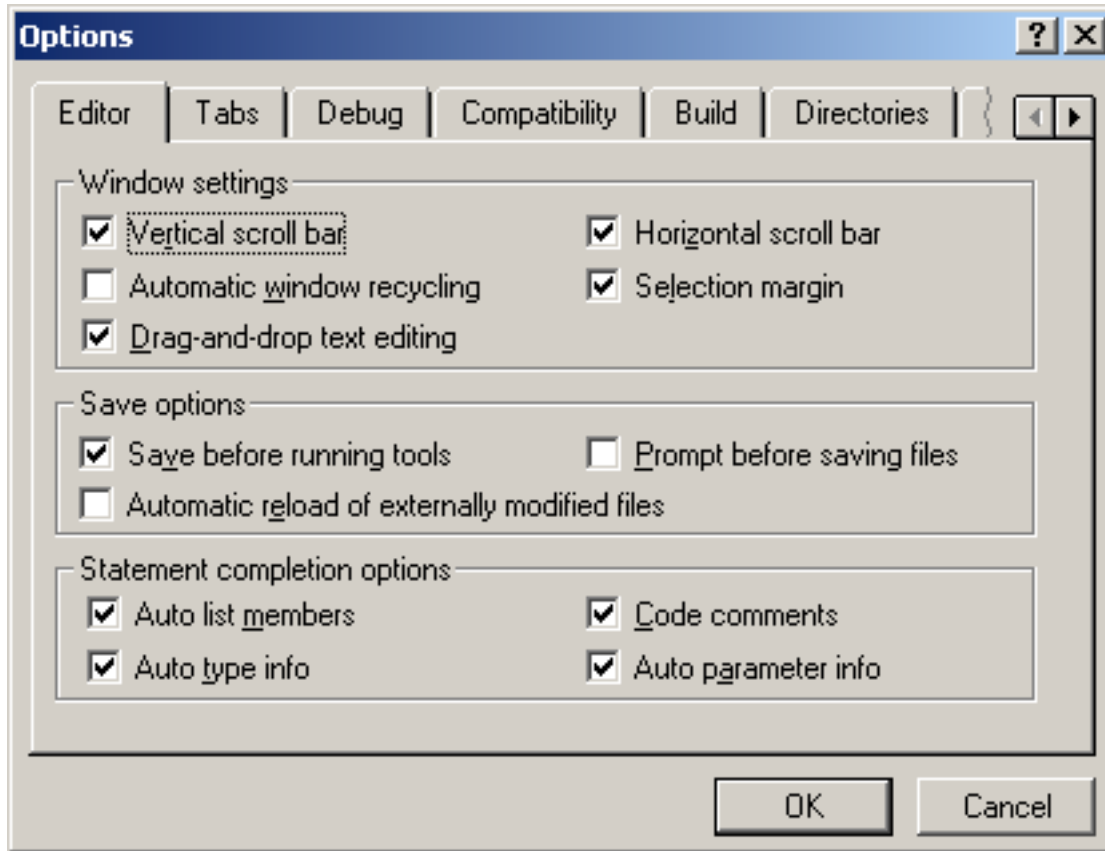 Options
Editor Tabs Debug Compatibility Build Directories
Window settings
Vertical scroll bar Horizontal scroll bar
Automatic window recycling Selection margin
Drag-and-drop text editing
Save options
Save before running tools Prompt before saving files
Automatic reload of externally modified files
Statement completion options
Auto list members Code comments
Auto type info Auto parameter info
OK Cancel